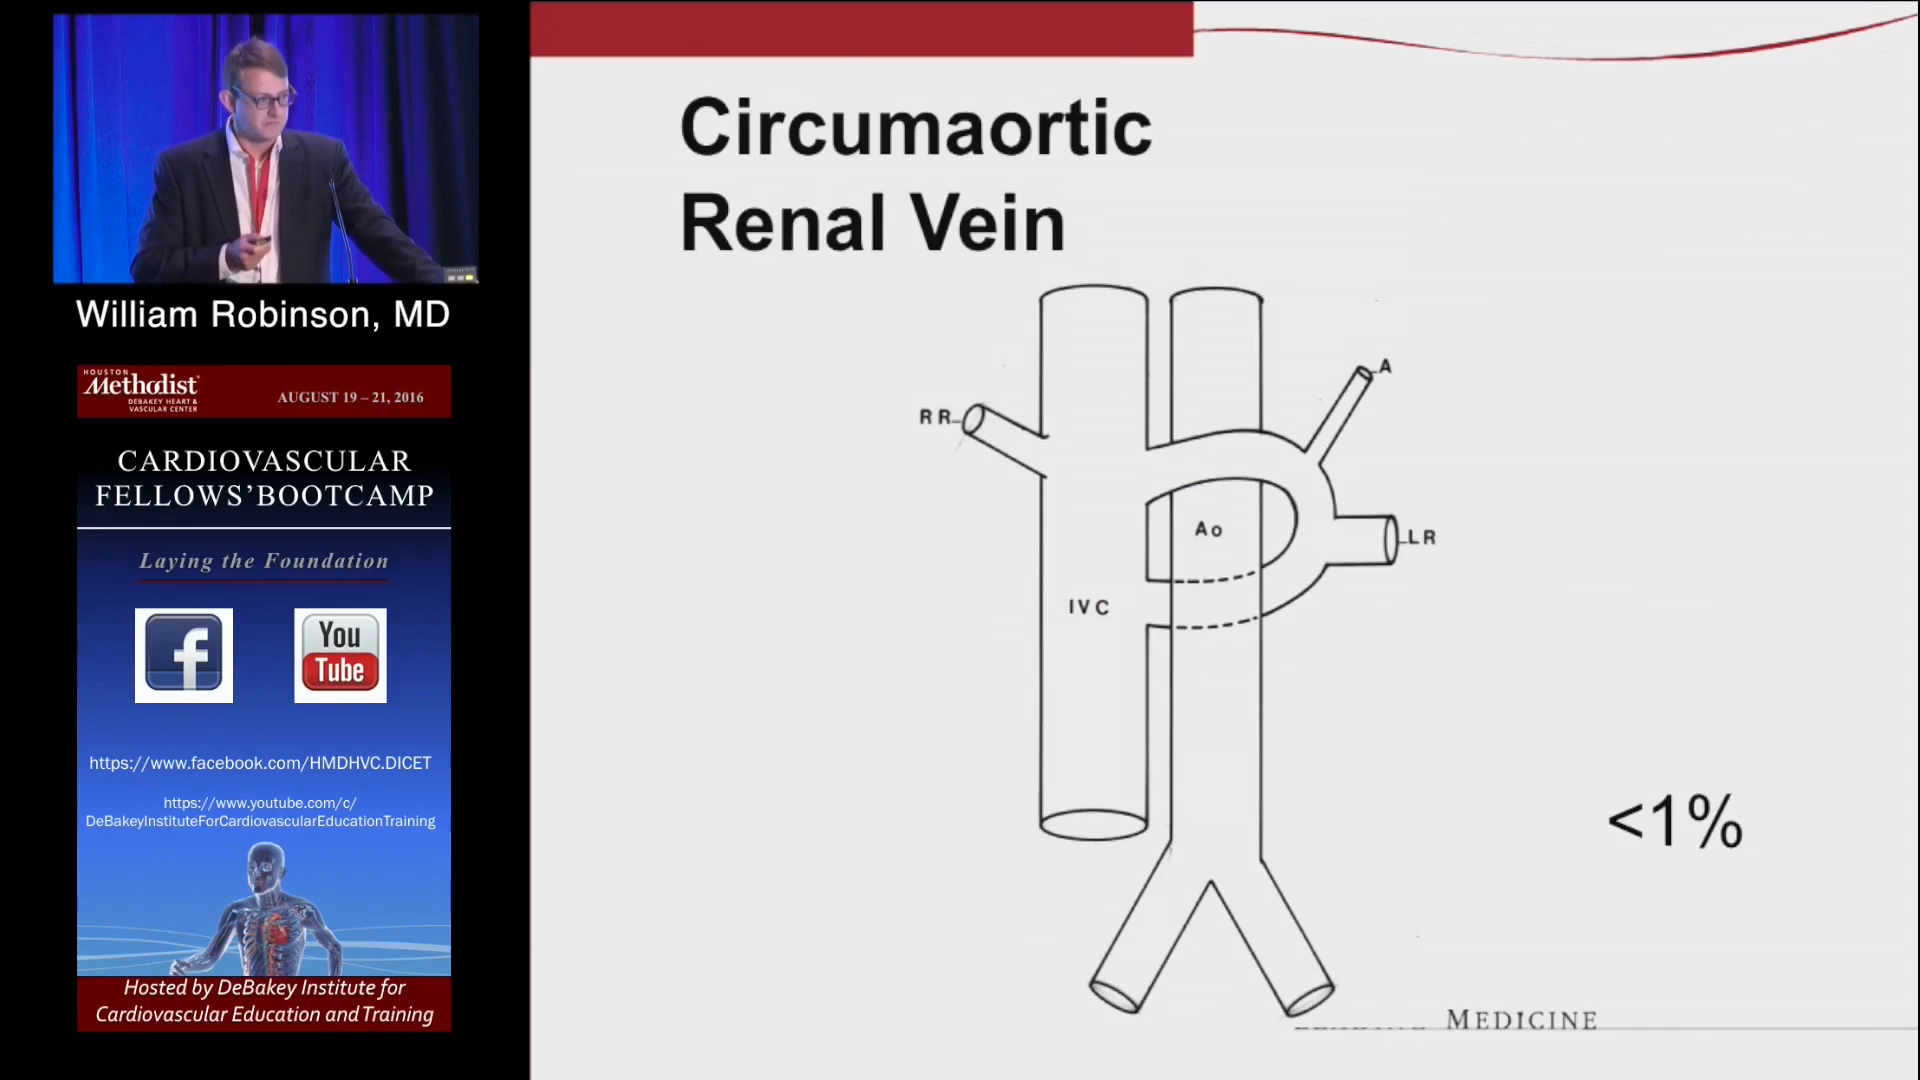 William Robinson, MD
HOUSTON
Methodist
DEBAKEY HEART &
VASCULAR CENTER
AUGUST 19 – 21, 2016
CARDIOVASCULAR
FELLOWS'BOOTCAMP
Laying the Foundation
f
You
Tube
https://www.facebook.com/HMDHVC.DICET
https://www.youtube.com/c/
DeBakeyInstituteForCardiovascularEducationTraining
Hosted by DeBakey Institute for
Cardiovascular Education and Training
Circumaortic
Renal Vein
A
RR
Ao
LR
IVC
<1%
MEDICINE